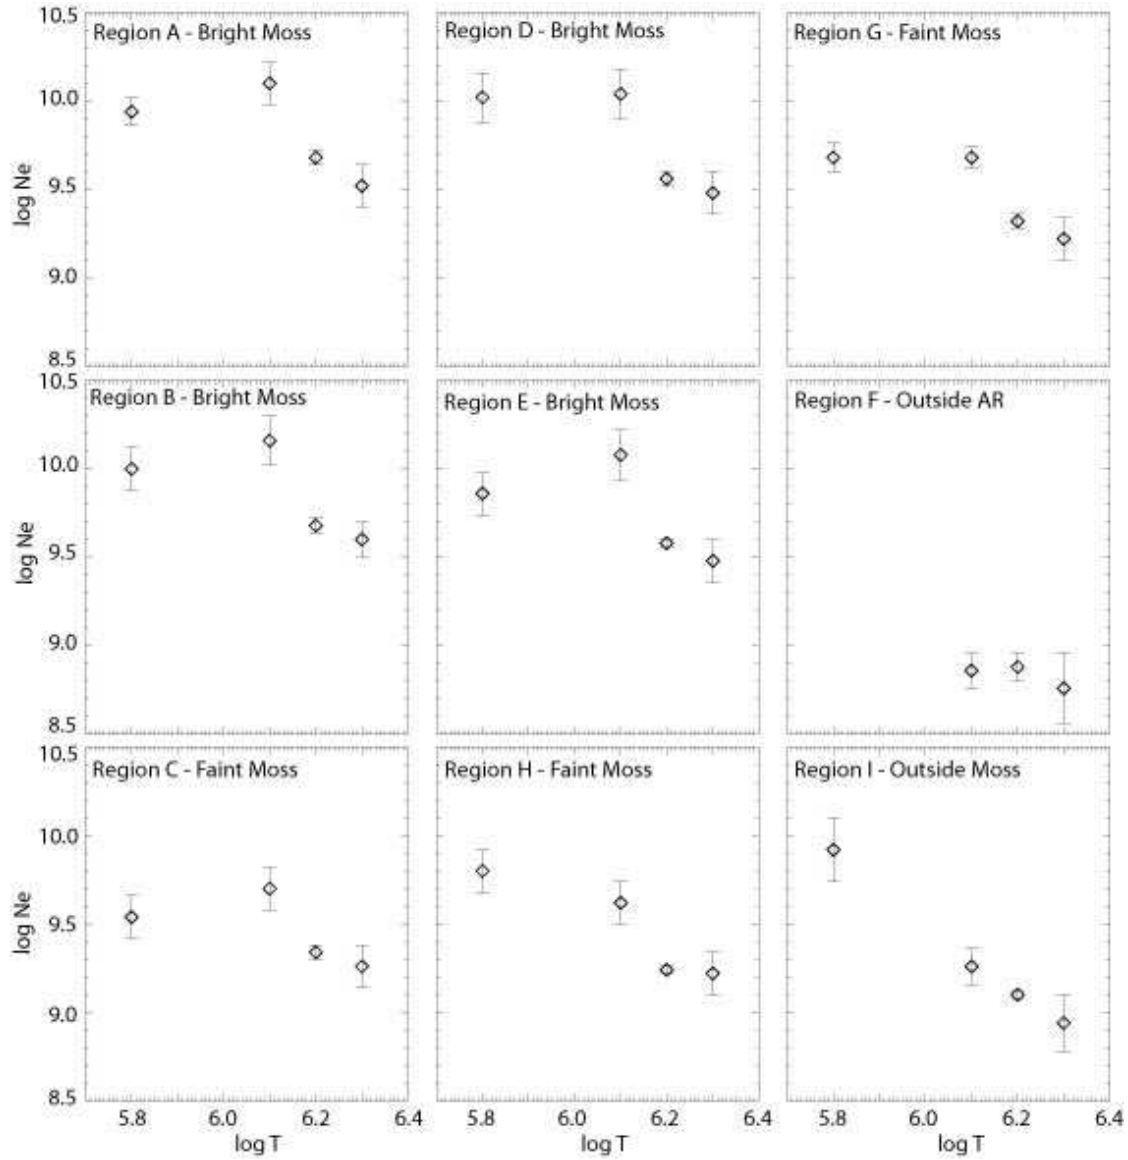 10.5
Region A - Bright Moss
Region D - Bright Moss
Region G - Faint Moss
10.0
log Ne
9.5
9.0
8.5
10.5
Region B - Bright Moss
Region E - Bright Moss
Region F - Outside AR
10.0
log Ne
9.5
9.0
8.5
10.5
Region C - Faint Moss
Region H - Faint Moss
Region I - Outside Moss
10.0
log Ne
9.5
9.0
8.5
5.8 6.0 6.2 6.4
5.8 6.0 6.2 6.4
5.8 6.0 6.2 6.4
log T
log T
log T